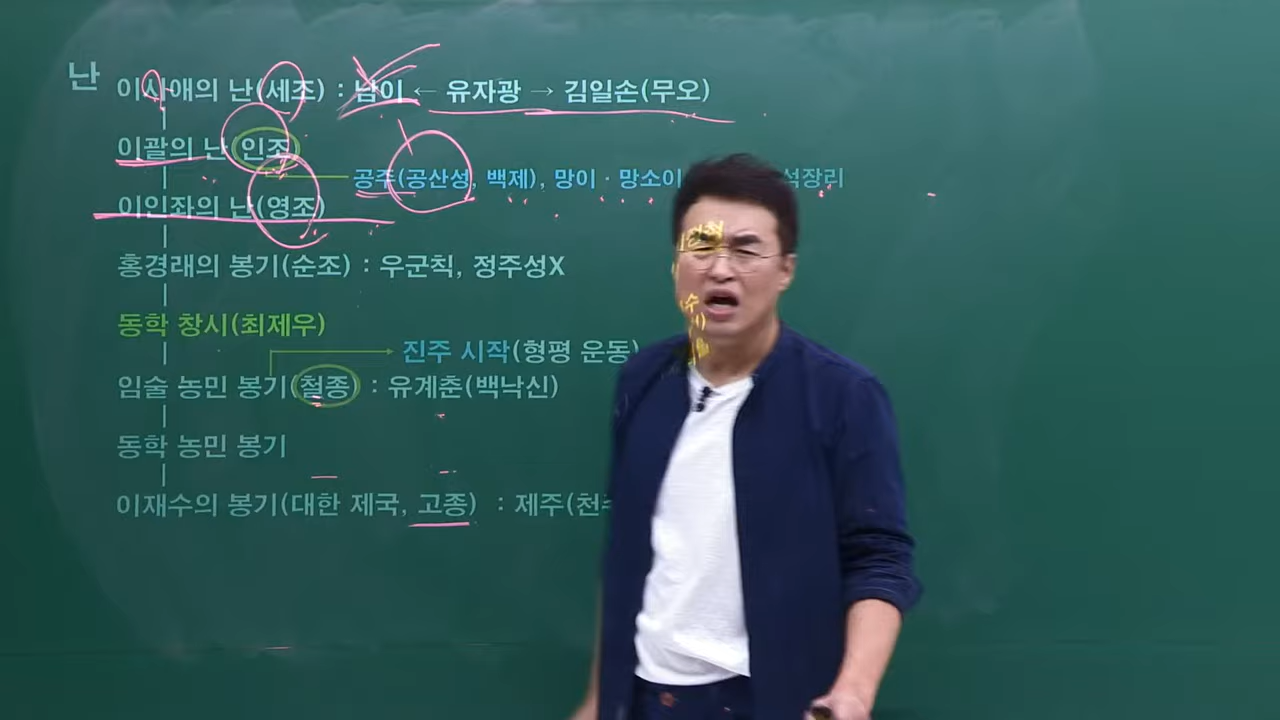 난
이시애의 난(세조) : 남이 ← 유자광 → 김일손(무오)
이괄의 난(인조)
공주(공산성, 백제), 망이·망소이 석장리
이인좌의 난(영조)
홍경래의 봉기(순조) : 우군칙, 정주성X
동학 창시(최제우)
진주 시작(형평 운동)
임술 농민 봉기(철종) : 유계춘(백낙신)
동학 농민 봉기
이재수의 봉기(대한 제국, 고종) : 제주(천주